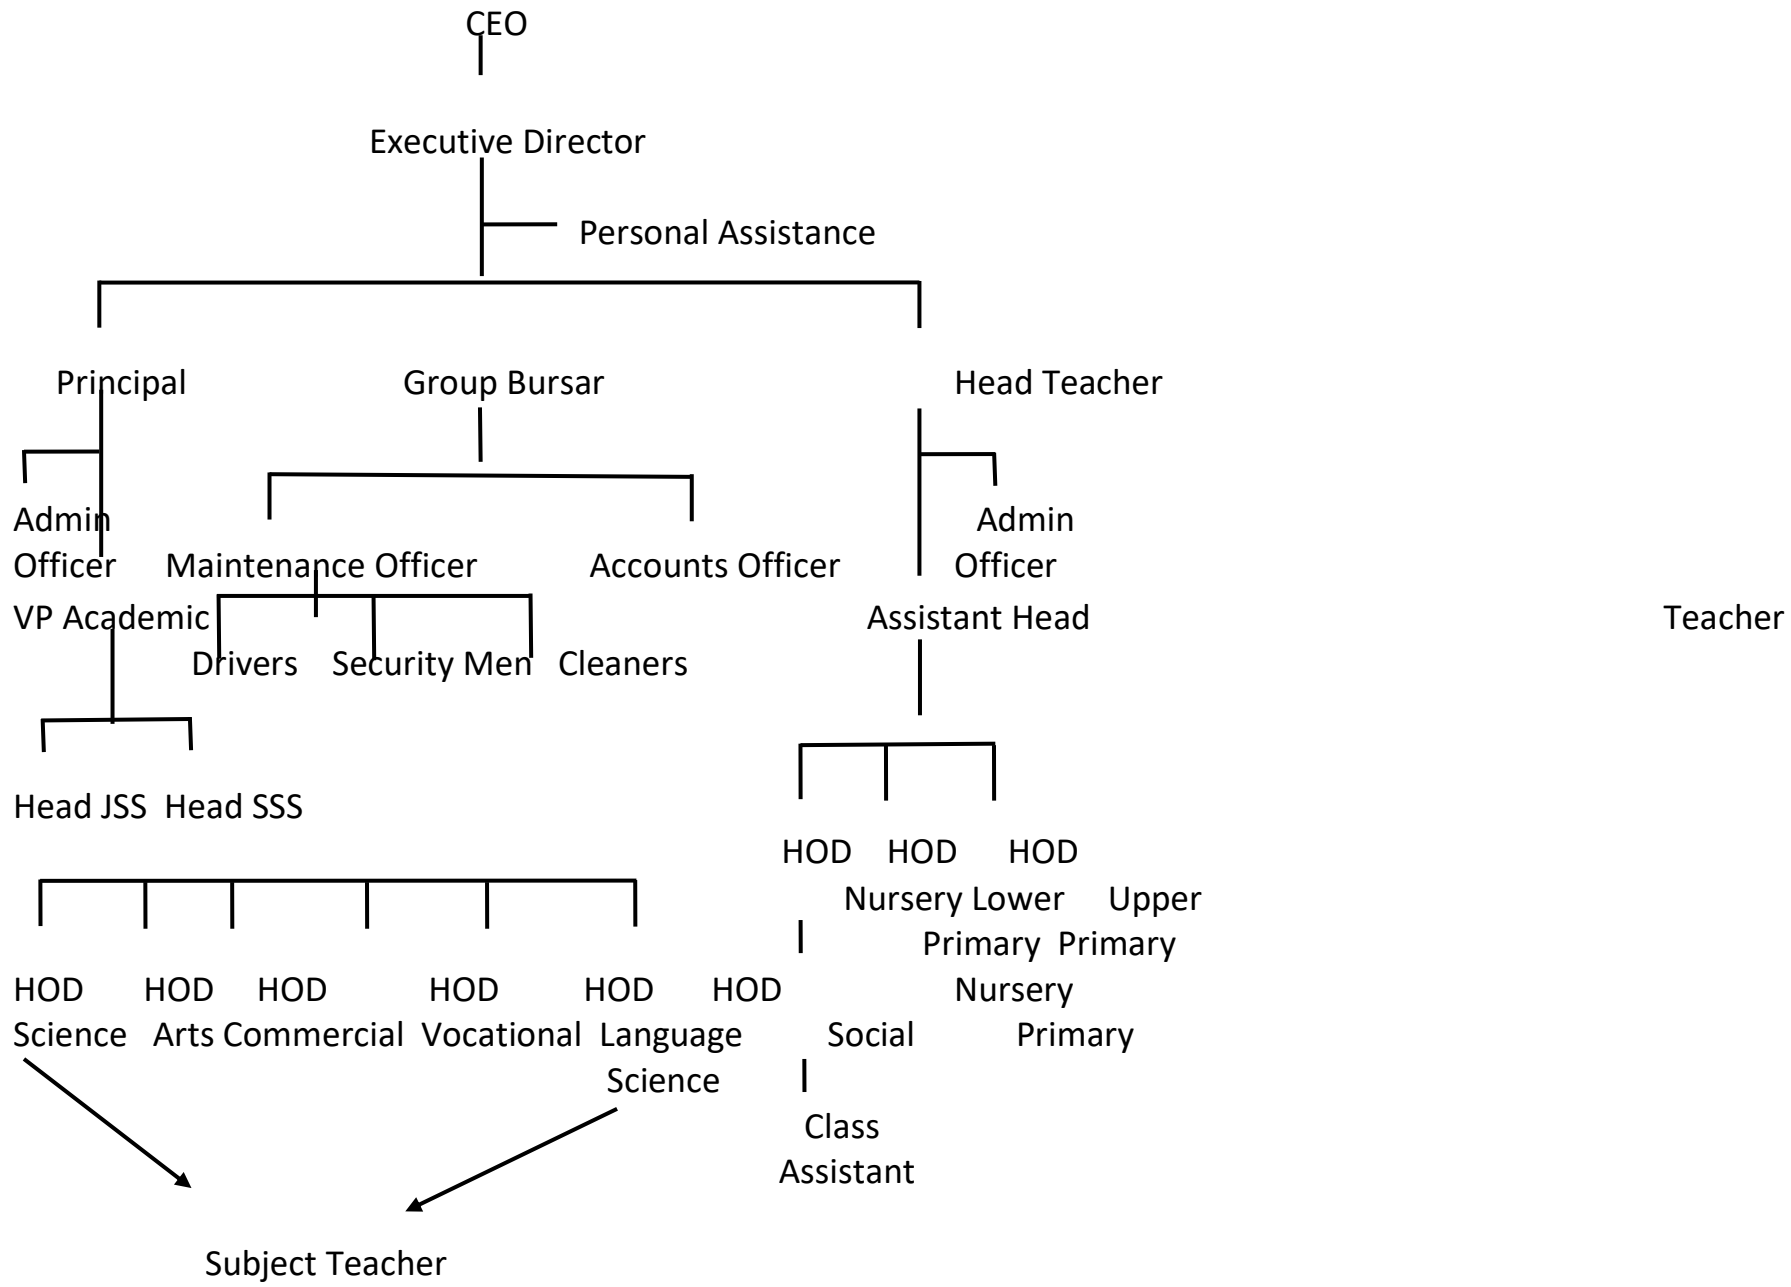 CEO
Executive Director
Personal Assistance
Principal Group Bursar Head Teacher
Admin Admin
Officer Maintenance Officer Accounts Officer Officer
VP Academic Assistant Head Teacher
Drivers Security Men Cleaners
Head JSS Head SSS
HOD HOD HOD
Nursery Lower Upper
Primary Primary
HOD HOD HOD HOD HOD HOD Nursery
Science Arts Commercial Vocational Language Social Primary
Science
Class
Assistant
Subject Teacher